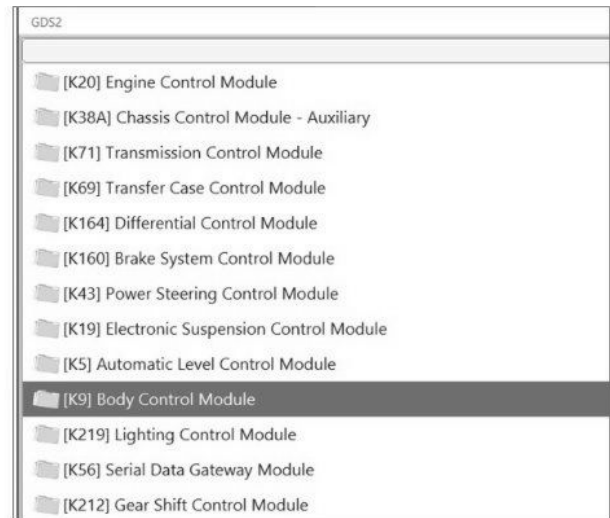 GDS2
[K20] Engine Control Module
[K38A] Chassis Control Module - Auxiliary
[K71] Transmission Control Module
[K69] Transfer Case Control Module
[K164] Differential Control Module
[K160] Brake System Control Module
[K43] Power Steering Control Module
[K19] Electronic Suspension Control Module
[K5] Automatic Level Control Module
[K9] Body Control Module
[K219] Lighting Control Module
[K56] Serial Data Gateway Module
[K212] Gear Shift Control Module